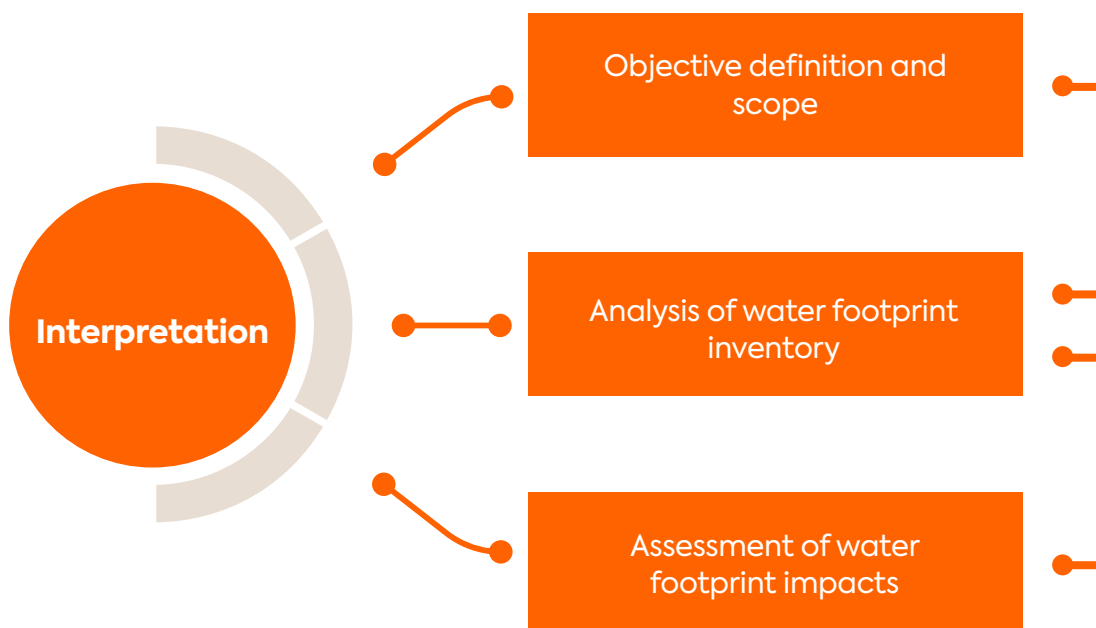 Objective definition and
scope
Interpretation
Analysis of water footprint
inventory
Assessment of water
footprint impacts